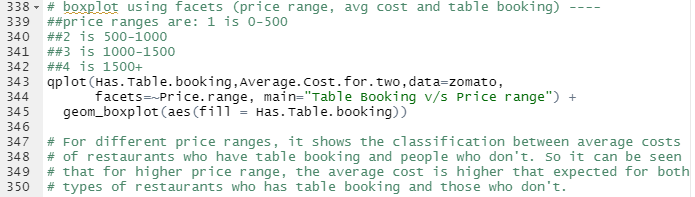 338 # boxplot using facets (price range, avg cost and table booking) ----
339 ##price ranges are: 1 is 0-500
340 ##2 is 500-1000
341 ##3 is 1000-1500
342 ##4 is 1500+
343 qplot(Has.Table.booking,Average.Cost.for.two,data=zomato,
344 facets=~Price.range, main="Table Booking v/s Price range") +
345 geom_boxplot(aes(fill = Has.Table.booking))
346
347 # For different price ranges, it shows the classification between average costs
348 # of restaurants who have table booking and people who don't. So it can be seen
349 # that for higher price range, the average cost is higher that expected for both
350 # types of restaurants who has table booking and those who don't.